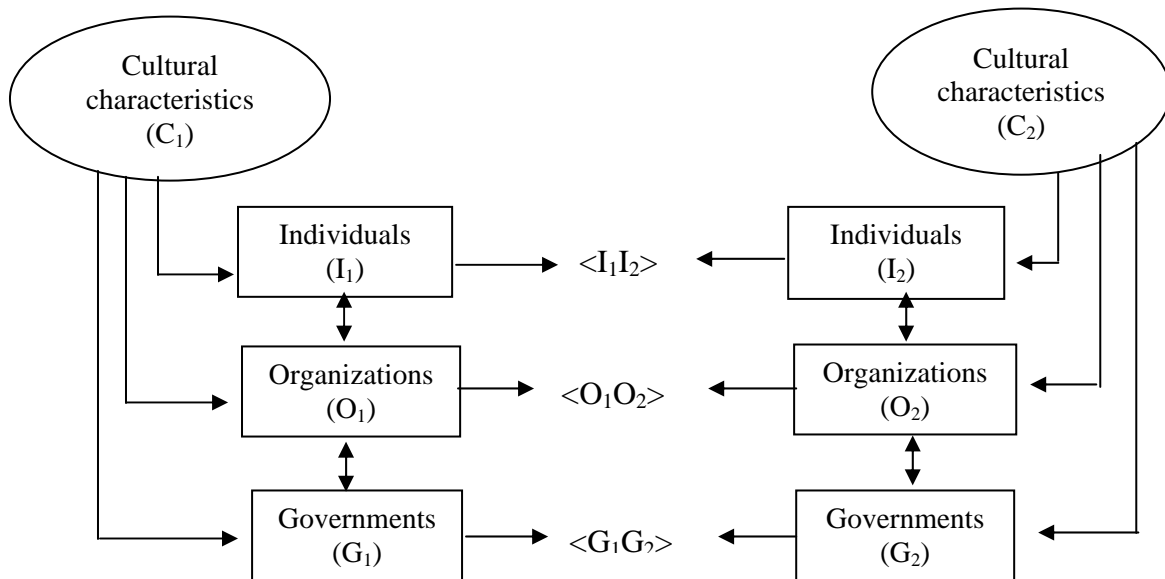 Cultural
characteristics
(C₁)
Cultural
characteristics
(C₂)
Individuals
(I₁)
<I₁I₂>
Individuals
(I₂)
Organizations
(O₁)
<O₁O₂>
Organizations
(O₂)
Governments
(G₁)
<G₁G₂>
Governments
(G₂)